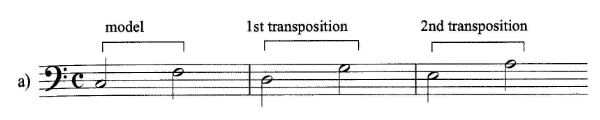 model 1st transposition 2nd transposition
a)